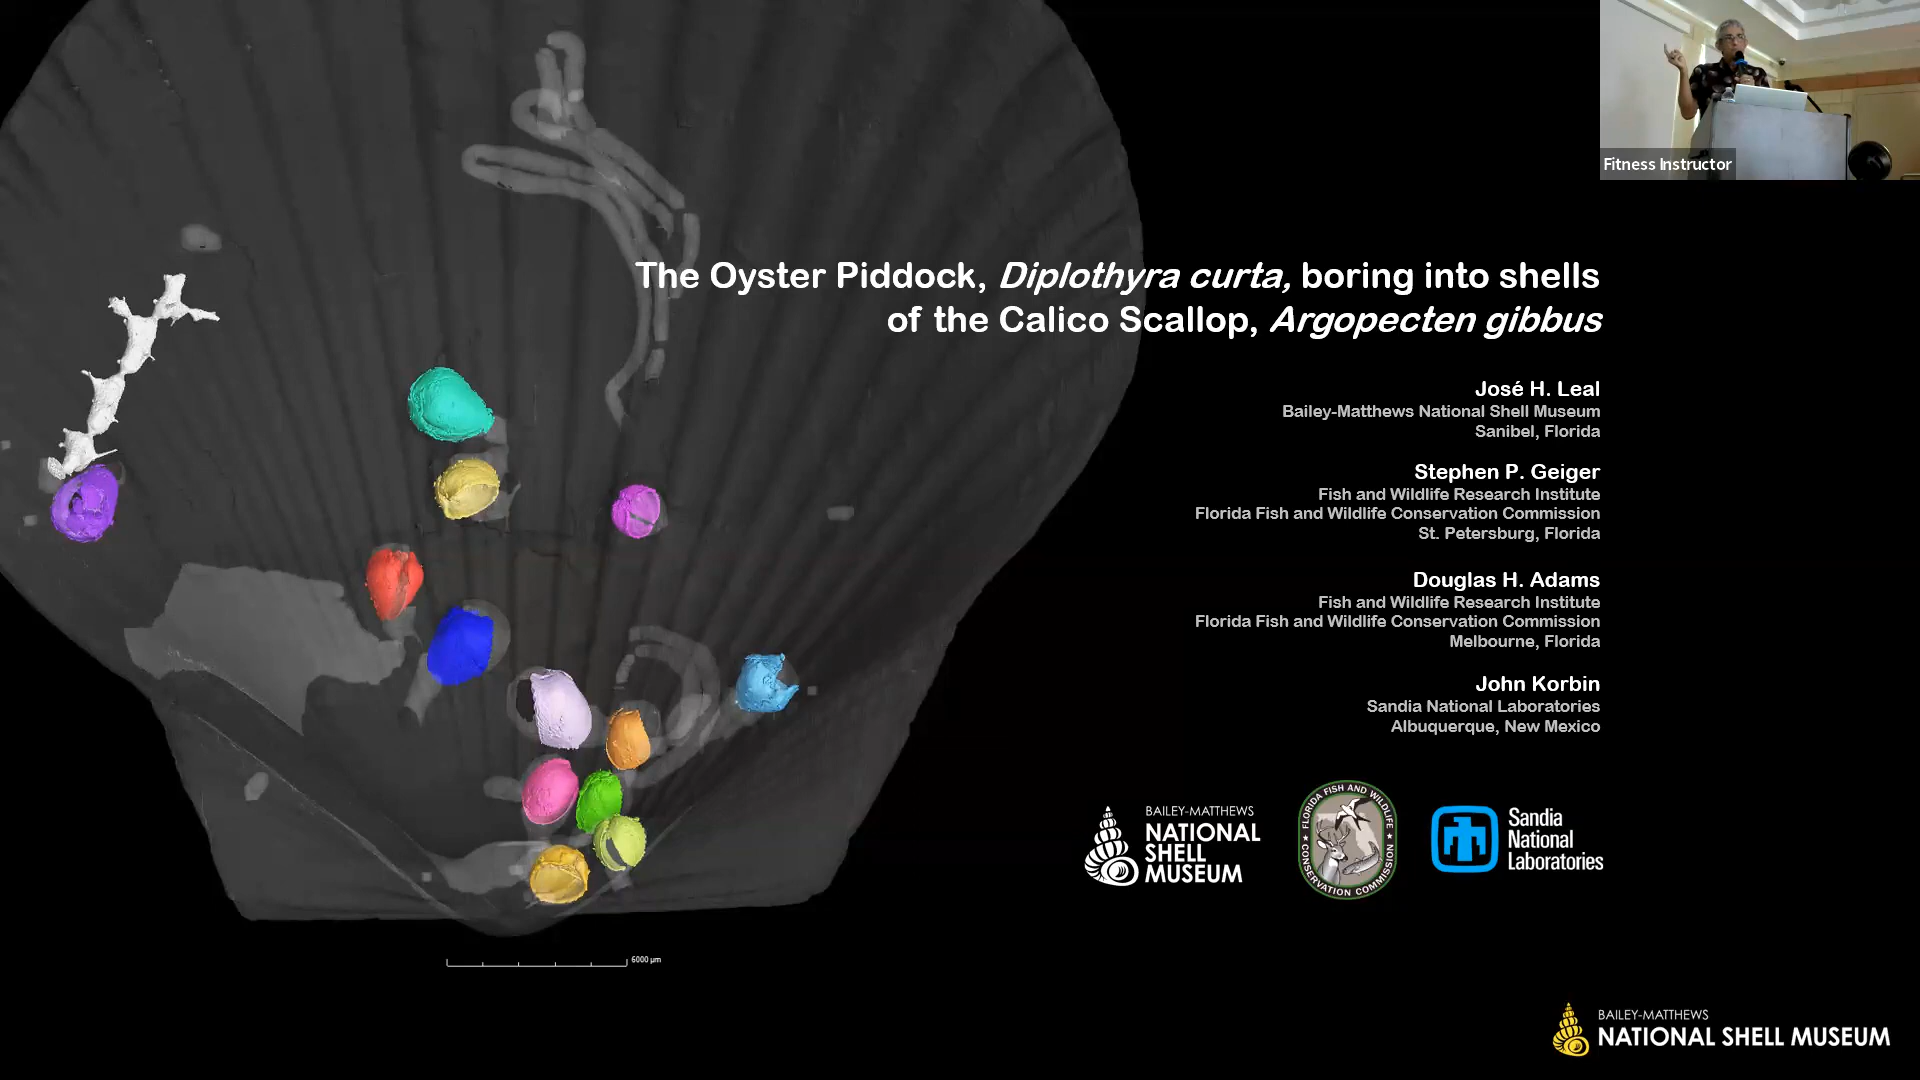 Fitness Instructor
The Oyster Piddock, Diplothyra curta, boring into shells
of the Calico Scallop, Argopecten gibbus
José H. Leal
Bailey-Matthews National Shell Museum
Sanibel, Florida
Stephen P. Geiger
Fish and Wildlife Research Institute
Florida Fish and Wildlife Conservation Commission
St. Petersburg, Florida
Douglas H. Adams
Fish and Wildlife Research Institute
Florida Fish and Wildlife Conservation Commission
Melbourne, Florida
John Korbin
Sandia National Laboratories
Albuquerque, New Mexico
BAILEY-MATTHEWS
NATIONAL
SHELL
MUSEUM
FLORIDA FISH AND WILDLIFE
CONSERVATION COMMISSION
Sandia
National
Laboratories
6000 µm
BAILEY-MATTHEWS
NATIONAL SHELL MUSEUM